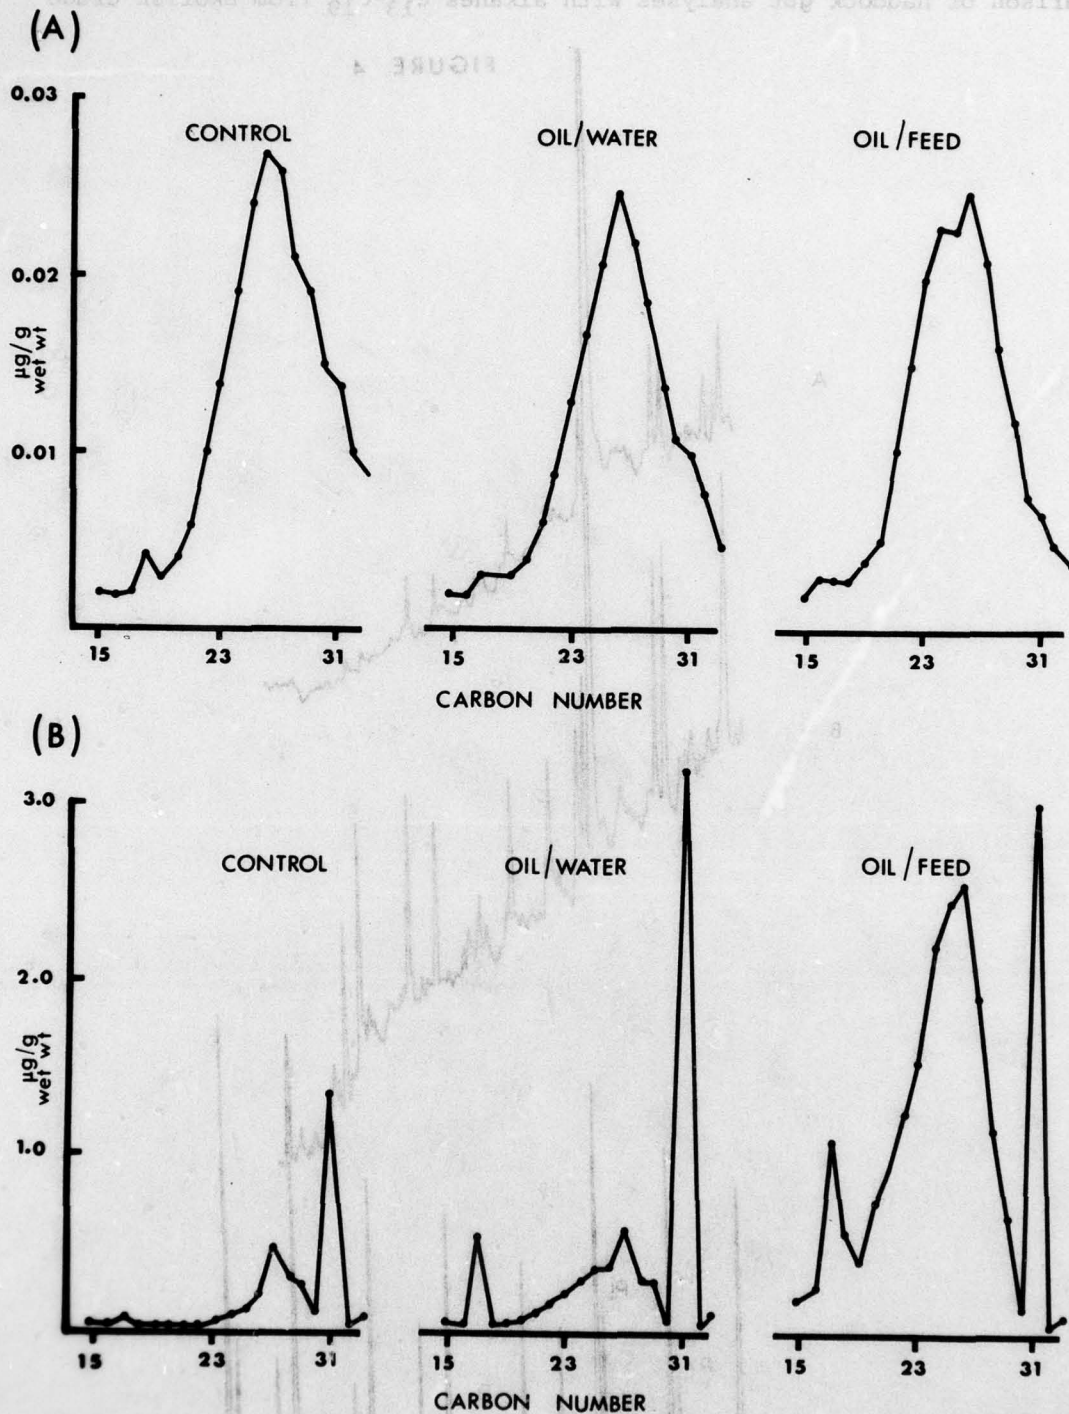 (A)
0.03
0.02
0.01
µg/g
wet wt
CONTROL
OIL/WATER
OIL/FEED
15 23 31
15 23 31
15 23 31
CARBON NUMBER
(B)
3.0
2.0
1.0
µg/g
wet wt
CONTROL
OIL/WATER
OIL/FEED
15 23 31
15 23 31
15 23 31
CARBON NUMBER
FIGURE 4
A
B